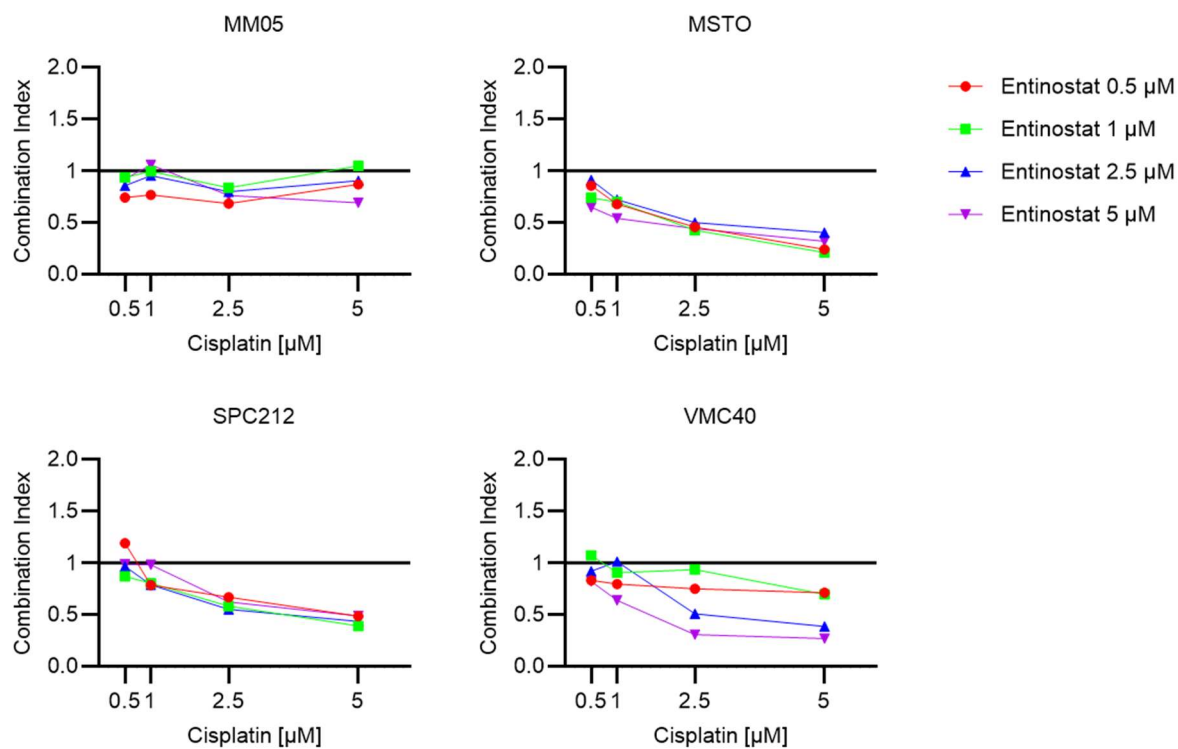 MM05
2.0
1.5
1
0.5
0.0
Combination Index
0.5 1 2.5 5
Cisplatin [µM]
MSTO
2.0
1.5
1
0.5
0.0
Combination Index
0.5 1 2.5 5
Cisplatin [µM]
Entinostat 0.5 µM
Entinostat 1 µM
Entinostat 2.5 µM
Entinostat 5 µM
SPC212
2.0
1.5
1
0.5
0.0
Combination Index
0.5 1 2.5 5
Cisplatin [µM]
VMC40
2.0
1.5
1
0.5
0.0
Combination Index
0.5 1 2.5 5
Cisplatin [µM]